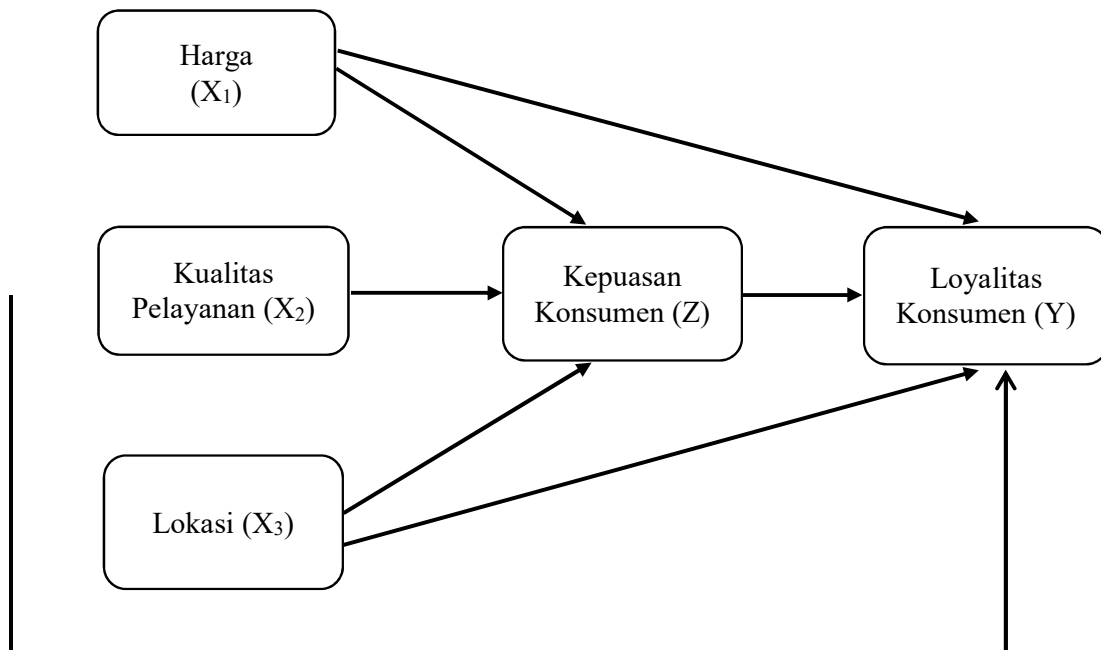 Harga
(X₁)
Kualitas
Pelayanan (X₂)
Kepuasan
Konsumen (Z)
Loyalitas
Konsumen (Y)
Lokasi (X₃)